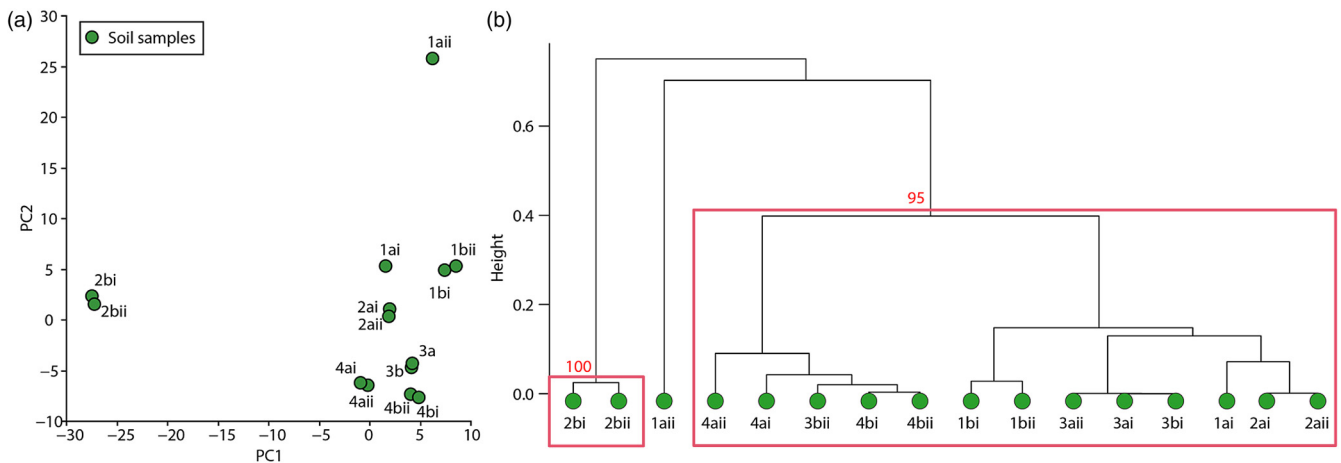 (a)
Soil samples
30
25
20
15
10
5
0
−5
−10
PC2
−30
−25
−20
−15
−10
−5
0
5
10
PC1
1aii
1ai
1bii
1bi
2bi
2bii
2ai
2aii
3a
3b
4ai
4aii
4bii
4bi
(b)
Height
0.6
0.4
0.2
0.0
95
100
2bi 2bii 1aii 4aii 4ai 3bii 4bi 4bii 1bi 1bii 3aii 3ai 3bi 1ai 2ai 2aii